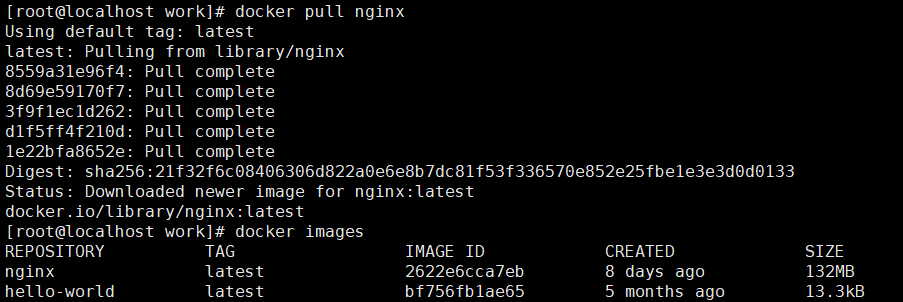 [root@localhost work]# docker pull nginx
Using default tag: latest
latest: Pulling from library/nginx
8559a31e96f4: Pull complete
8d69e59170f7: Pull complete
3f9f1ec1d262: Pull complete
d1f5ff4f210d: Pull complete
1e22bfa8652e: Pull complete
Digest: sha256:21f32f6c08406306d822a0e6e8b7dc81f53f336570e852e25fbe1e3e3d0d0133
Status: Downloaded newer image for nginx:latest
docker.io/library/nginx:latest
[root@localhost work]# docker images
REPOSITORY TAG IMAGE ID CREATED SIZE
nginx latest 2622e6cca7eb 8 days ago 132MB
hello-world latest bf756fb1ae65 5 months ago 13.3kB